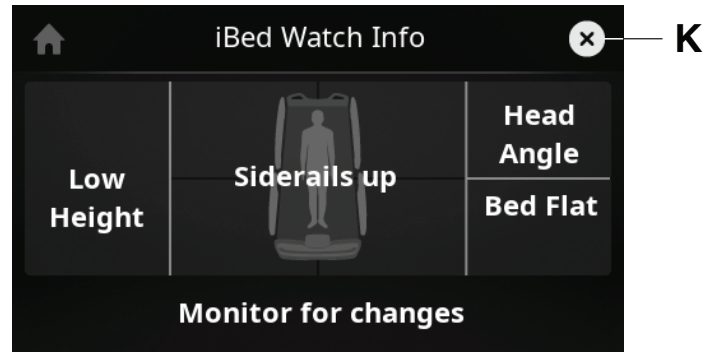 iBed Watch Info
K
Low
Height
Siderails up
Head
Angle
Bed Flat
Monitor for changes